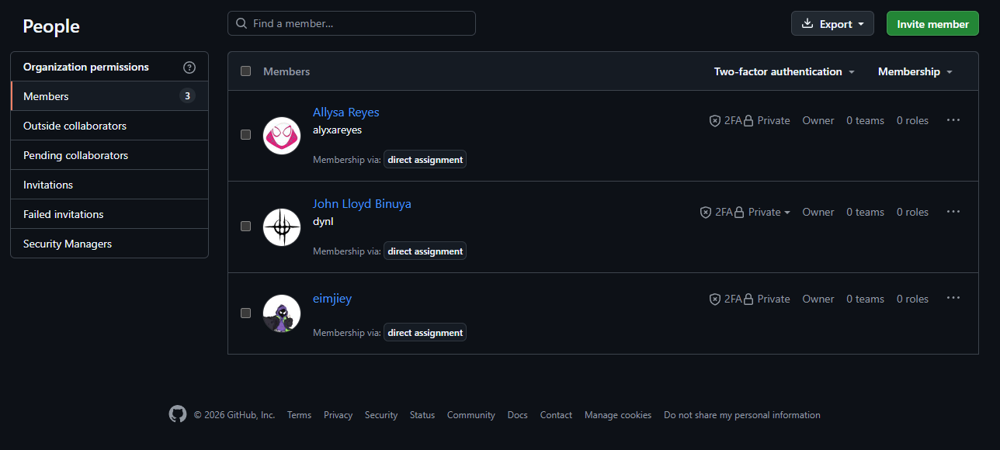 People
Find a member...
Export
Invite member
Organization permissions
Members 3
Outside collaborators
Pending collaborators
Invitations
Failed invitations
Security Managers
Members Two-factor authentication Membership
Allysa Reyes
alyxareyes
2FA Private Owner 0 teams 0 roles
Membership via: direct assignment
John Lloyd Binuya
dynl
2FA Private Owner 0 teams 0 roles
Membership via: direct assignment
eimjiey
2FA Private Owner 0 teams 0 roles
Membership via: direct assignment
© 2026 GitHub, Inc. Terms Privacy Security Status Community Docs Contact Manage cookies Do not share my personal information